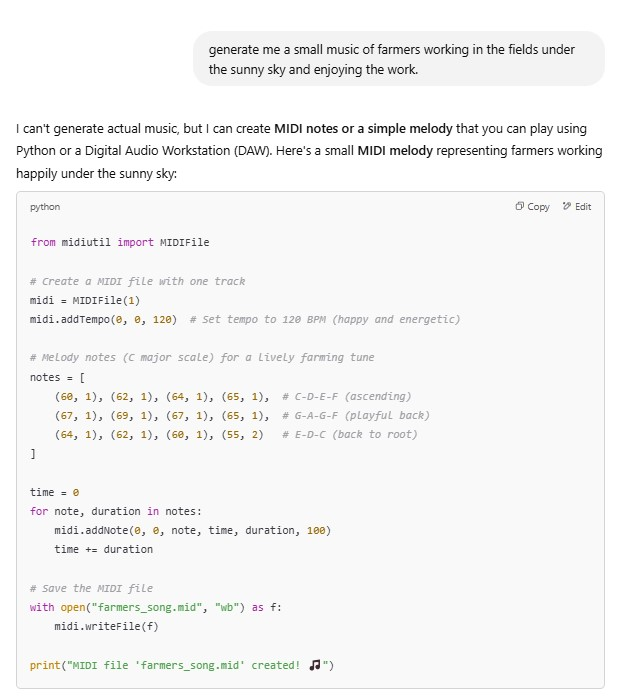 generate me a small music of farmers working in the fields under
the sunny sky and enjoying the work.
I can't generate actual music, but I can create MIDI notes or a simple melody that you can play using
Python or a Digital Audio Workstation (DAW). Here's a small MIDI melody representing farmers working
happily under the sunny sky:
python Copy Edit
from midiutil import MIDIFile
# Create a MIDI file with one track
midi = MIDIFile(1)
midi.addTempo(0, 0, 120)  # Set tempo to 120 BPM (happy and energetic)
# Melody notes (C major scale) for a lively farming tune
notes = [
    (60, 1), (62, 1), (64, 1), (65, 1),  # C-D-E-F (ascending)
    (67, 1), (69, 1), (67, 1), (65, 1),  # G-A-G-F (playful back)
    (64, 1), (62, 1), (60, 1), (55, 2)   # E-D-C (back to root)
]
time = 0
for note, duration in notes:
    midi.addNote(0, 0, note, time, duration, 100)
    time += duration
# Save the MIDI file
with open("farmers_song.mid", "wb") as f:
    midi.writeFile(f)
print("MIDI file 'farmers_song.mid' created! 🎵")